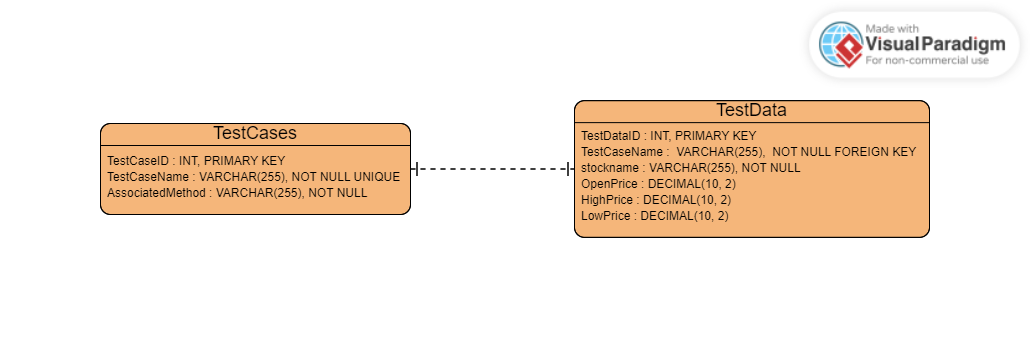 Made with
Visual Paradigm
For non-commercial use
TestCases
TestCaseID : INT, PRIMARY KEY
TestCaseName : VARCHAR(255), NOT NULL UNIQUE
AssociatedMethod : VARCHAR(255), NOT NULL
TestData
TestDataID : INT, PRIMARY KEY
TestCaseName :  VARCHAR(255),  NOT NULL FOREIGN KEY
stockname : VARCHAR(255), NOT NULL
OpenPrice : DECIMAL(10, 2)
HighPrice : DECIMAL(10, 2)
LowPrice : DECIMAL(10, 2)